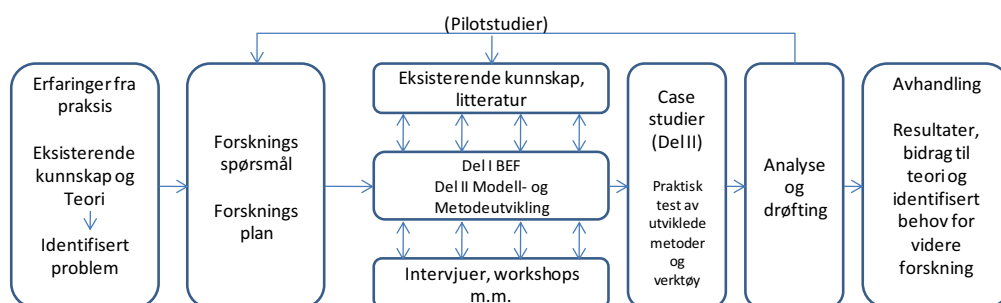 (Pilotstudier)
Erfaringer fra
praksis
Eksisterende
kunnskap og
Teori
Identifisert
problem
Forsknings
spørsmål
Forsknings
plan
Eksisterende kunnskap,
litteratur
Del I BEF
Del II Modell- og
Metodeutvikling
Intervjuer, workshops
m.m.
Case
studier
(Del II)
Praktisk
test av
utviklede
metoder
og
verktøy
Analyse
og
drøfting
Avhandling
Resultater,
bidrag til
teori og
identifisert
behov for
videre
forskning